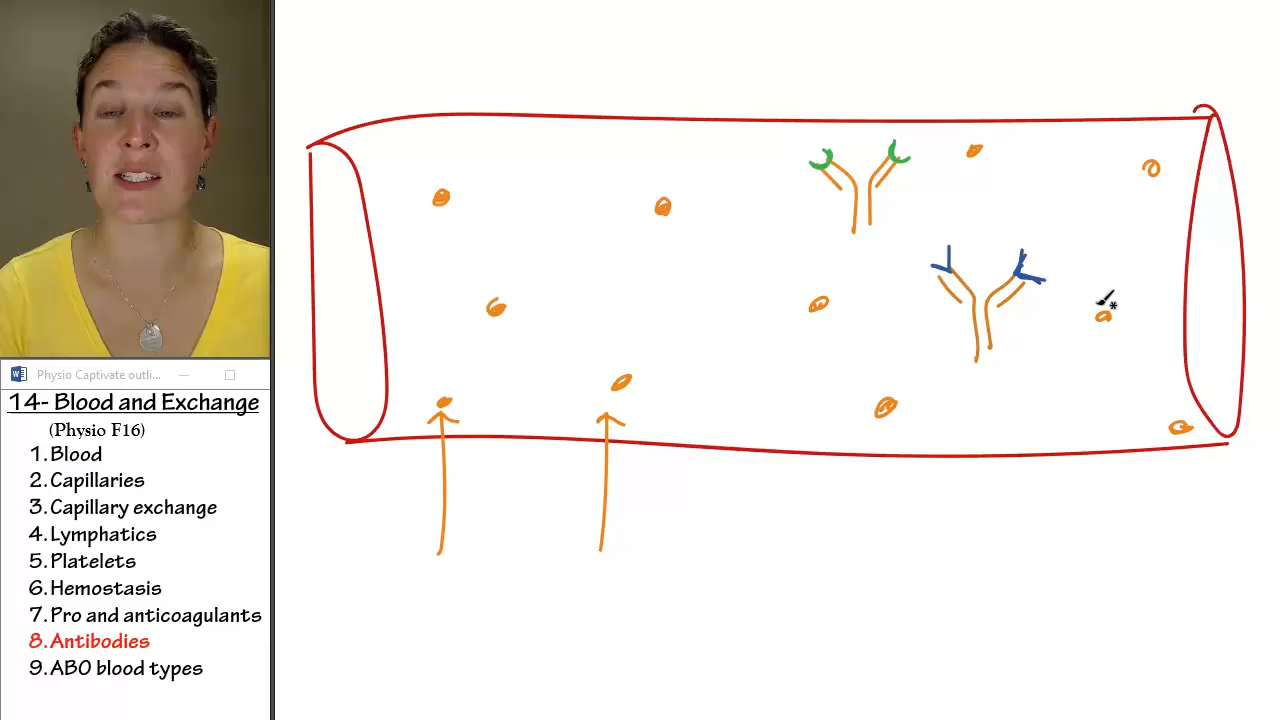 Physio Captivate outli...
14- Blood and Exchange
(Physio F16)
1. Blood
2. Capillaries
3. Capillary exchange
4. Lymphatics
5. Platelets
6. Hemostasis
7. Pro and anticoagulants
8. Antibodies
9. ABO blood types